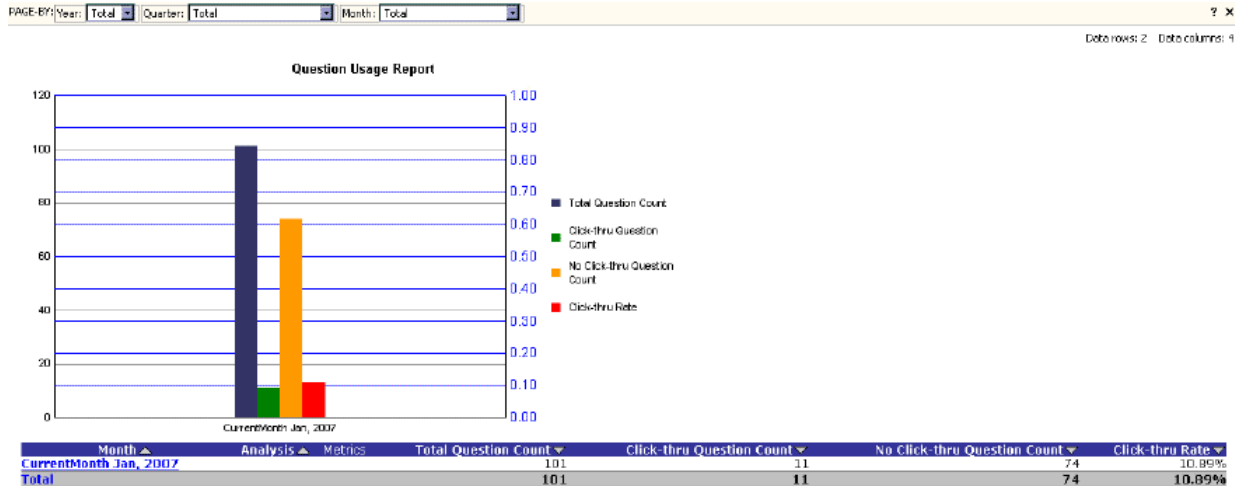 PAGE-BY: Year: Total Quarter: Total Month: Total ? ×
Data rows: 2 Data columns: 4
Question Usage Report
120
100
80
60
40
20
0
1.00
0.90
0.80
0.70
0.60
0.50
0.40
0.30
0.20
0.10
0.00
Total Question Count
Click-thru Question
Count
No Click-thru Question
Count
Click-thru Rate
CurrentMonth Jan, 2007
Month Analysis Metrics Total Question Count Click-thru Question Count No Click-thru Question Count Click-thru Rate
CurrentMonth Jan, 2007 101 11 74 10.89%
Total 101 11 74 10.89%